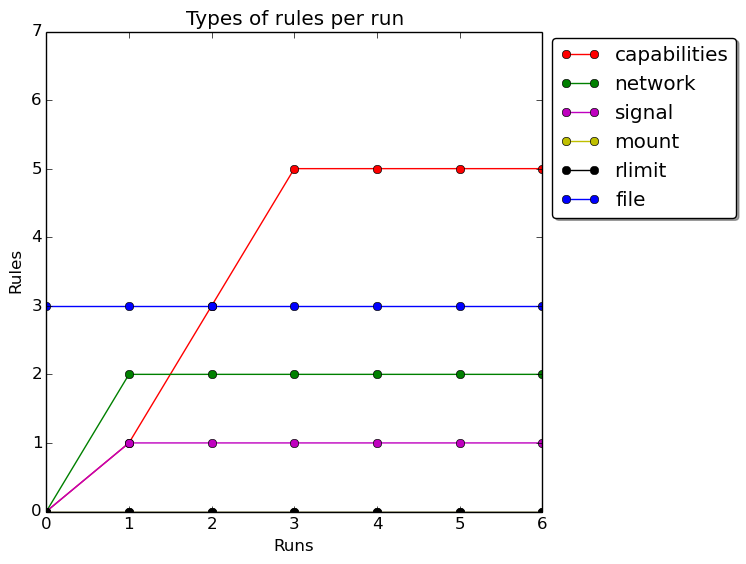 Types of rules per run
7
6
5
4
3
2
1
0
Rules
0 1 2 3 4 5 6
Runs
capabilities
network
signal
mount
rlimit
file